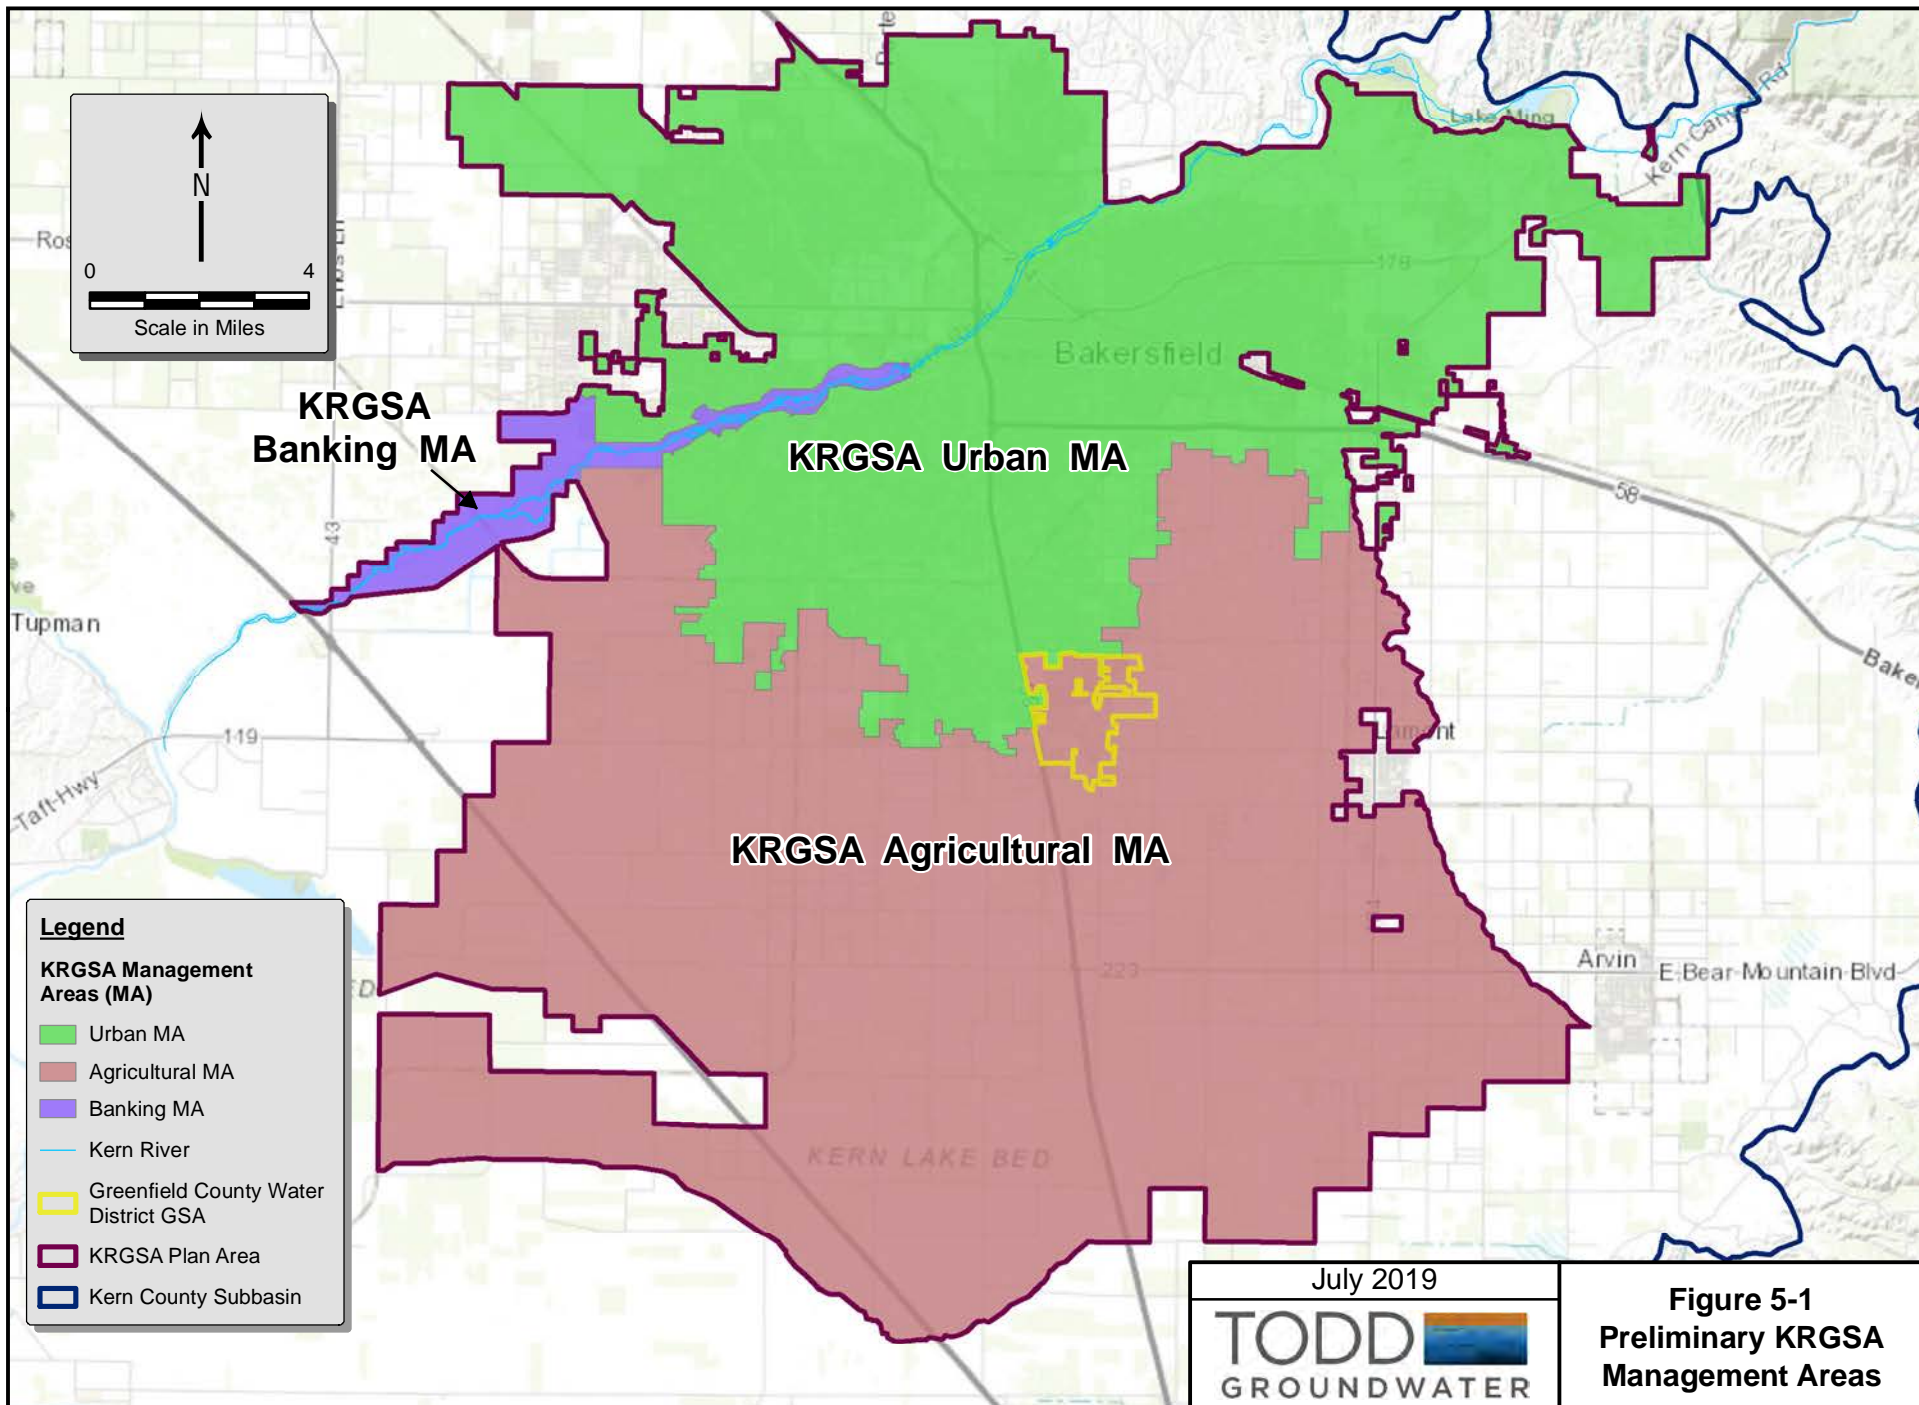 N
0 4
Scale in Miles
Lake Ming
178
Bakersfield
KRGSA
Banking MA
KRGSA Urban MA
58
43
Tupman
119
Lamont
Taft-Hwy
KRGSA Agricultural MA
223
Arvin
E-Bear-Mountain-Blvd
KERN LAKE BED
Legend
KRGSA Management
Areas (MA)
Urban MA
Agricultural MA
Banking MA
Kern River
Greenfield County Water
District GSA
KRGSA Plan Area
Kern County Subbasin
July 2019
TODD
GROUNDWATER
Figure 5-1
Preliminary KRGSA
Management Areas